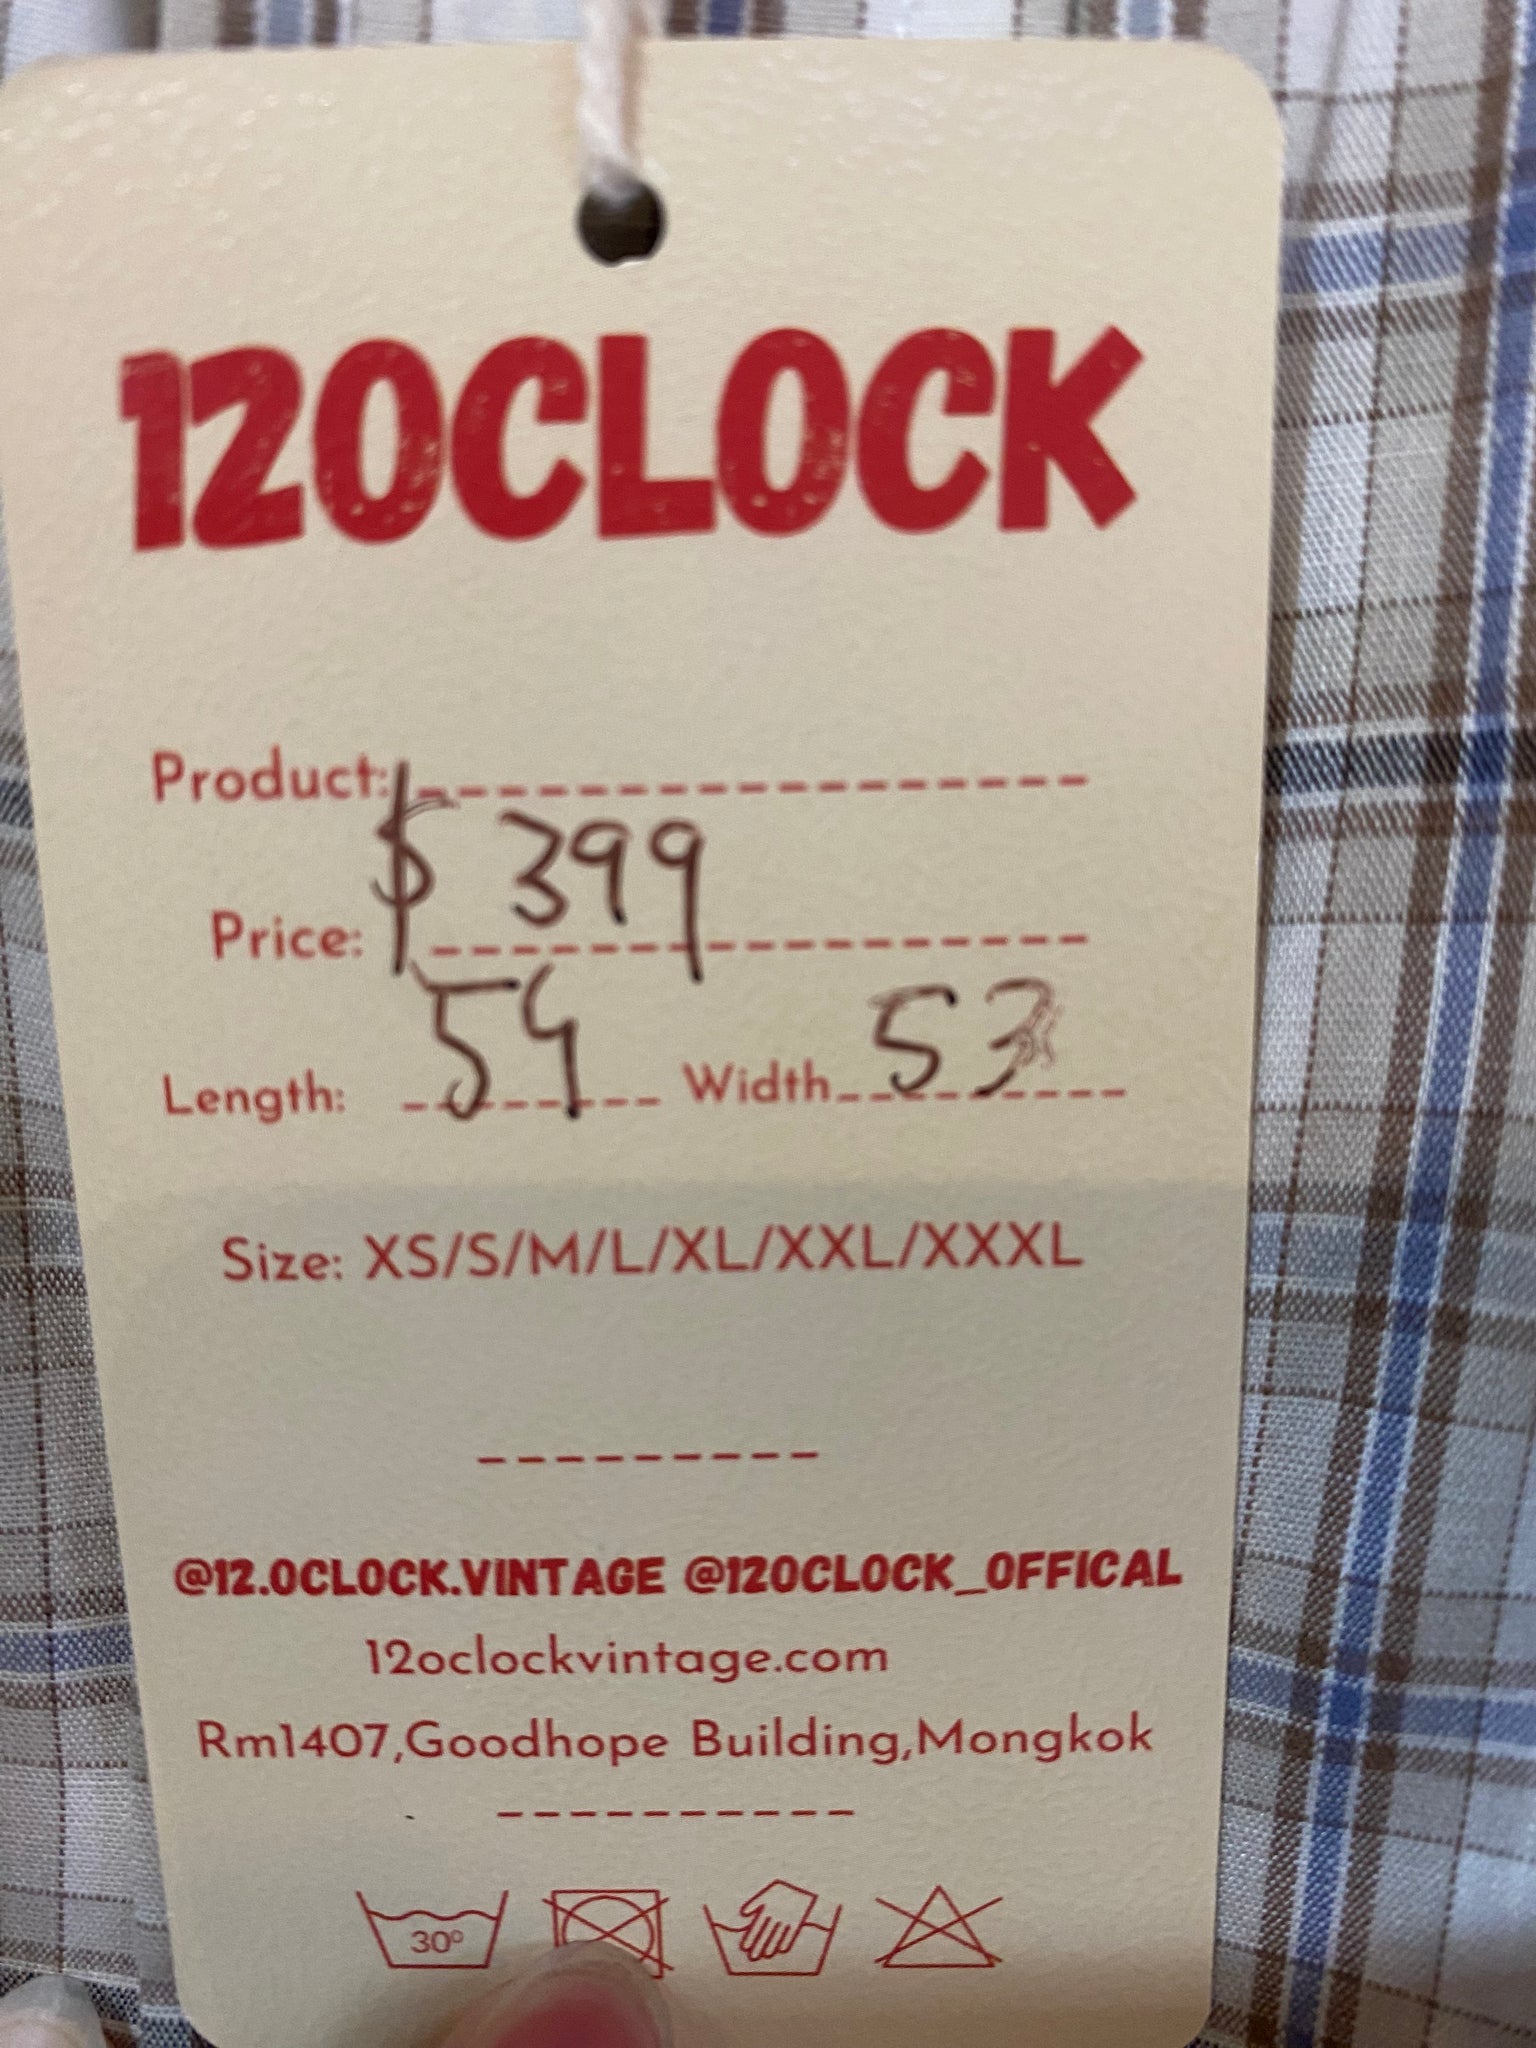 12OCLOCK
Product:
Price: $ 399
Length: 54 Width 53
Size: XS/S/M/L/XL/XXL/XXXL
@12.OCLOCK.VINTAGE @12OCLOCK_OFFICAL
12oclockvintage.com
Rm1407,Goodhope Building,Mongkok
30°